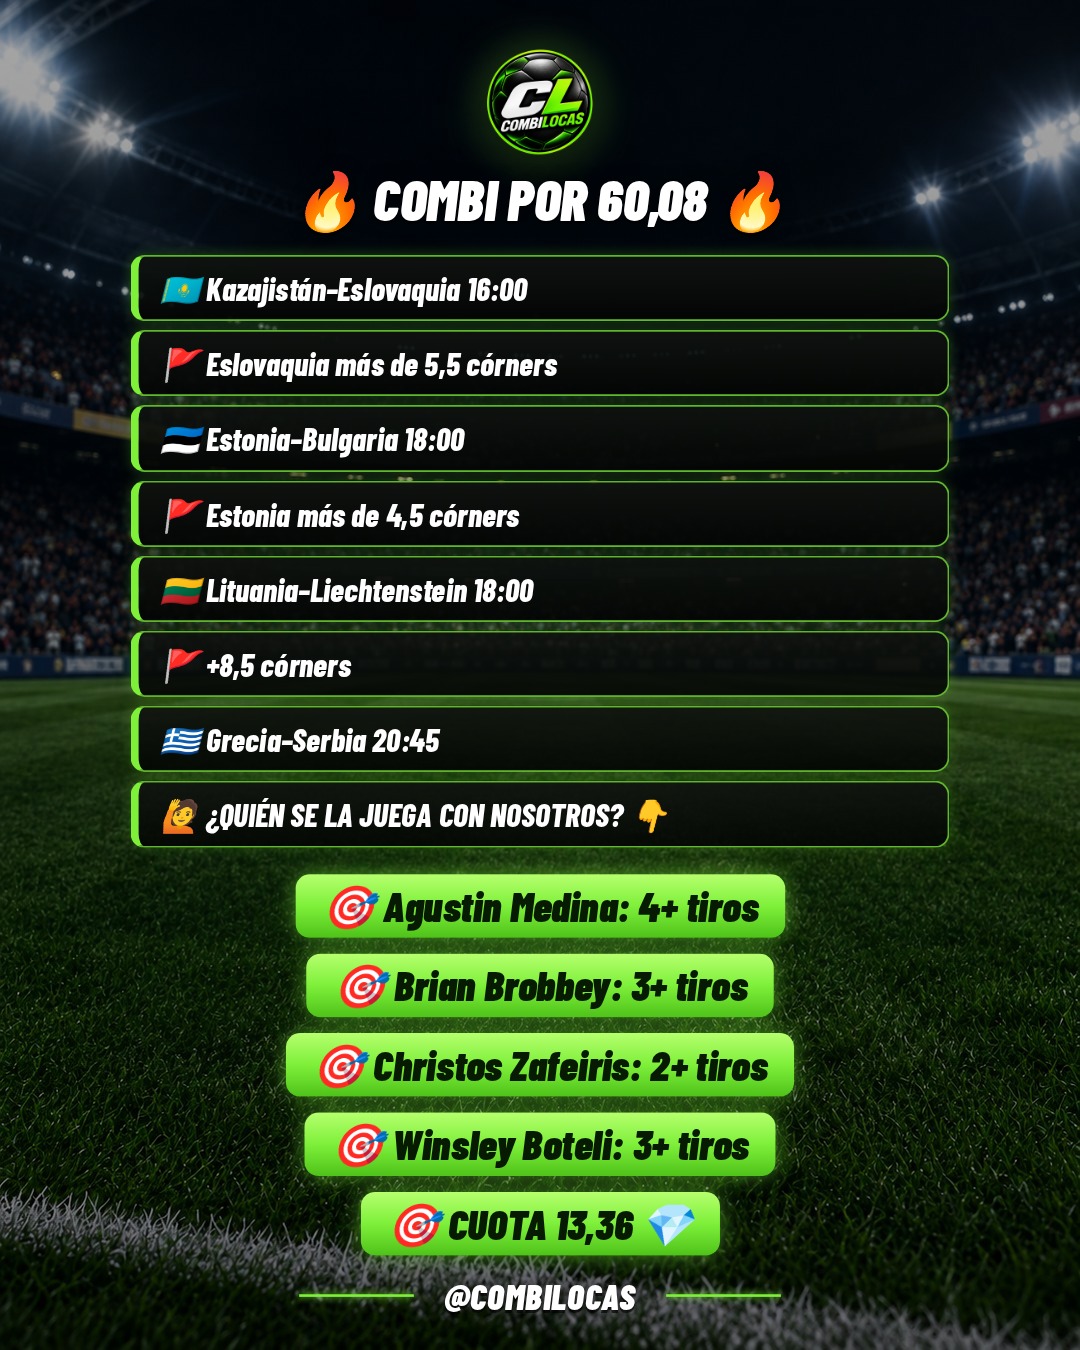 CL
COMBILOCAS
🔥 COMBI POR 60,08 🔥
🇰🇿 Kazajistán-Eslovaquia 16:00
🚩 Eslovaquia más de 5,5 córners
🇪🇪 Estonia-Bulgaria 18:00
🚩 Estonia más de 4,5 córners
🇱🇹 Lituania-Liechtenstein 18:00
🚩 +8,5 córners
🇬🇷 Grecia-Serbia 20:45
🙋 ¿QUIÉN SE LA JUEGA CON NOSOTROS? 👇
🎯 Agustin Medina: 4+ tiros
🎯 Brian Brobbey: 3+ tiros
🎯 Christos Zafeiris: 2+ tiros
🎯 Winsley Boteli: 3+ tiros
🎯 CUOTA 13,36 💎
@COMBILOCAS